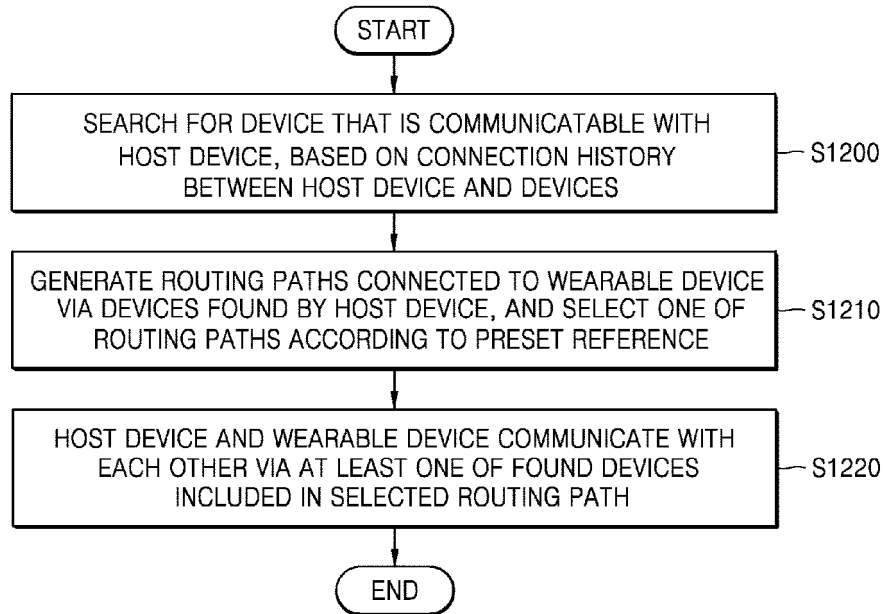 START
SEARCH FOR DEVICE THAT IS COMMUNICATABLE WITH
HOST DEVICE, BASED ON CONNECTION HISTORY
BETWEEN HOST DEVICE AND DEVICES
S1200
GENERATE ROUTING PATHS CONNECTED TO WEARABLE DEVICE
VIA DEVICES FOUND BY HOST DEVICE, AND SELECT ONE OF
ROUTING PATHS ACCORDING TO PRESET REFERENCE
S1210
HOST DEVICE AND WEARABLE DEVICE COMMUNICATE WITH
EACH OTHER VIA AT LEAST ONE OF FOUND DEVICES
INCLUDED IN SELECTED ROUTING PATH
S1220
END